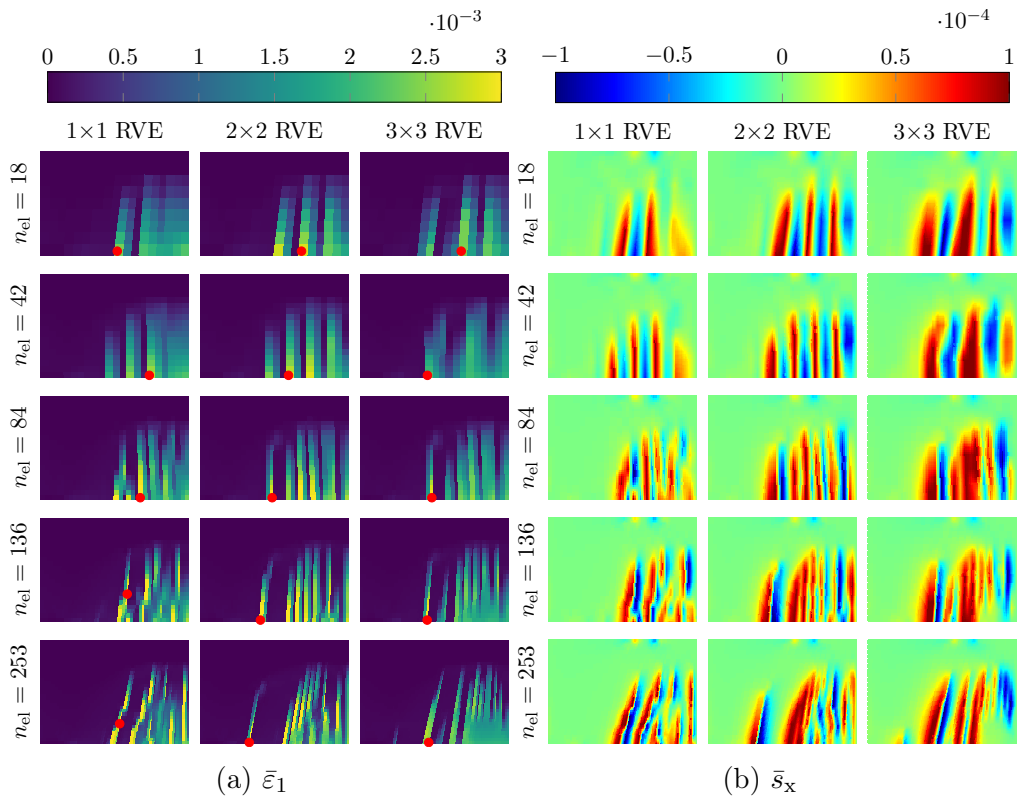 ·10⁻³
0 0.5 1 1.5 2 2.5 3
1×1 RVE 2×2 RVE 3×3 RVE
n_el = 18
n_el = 42
n_el = 84
n_el = 136
n_el = 253
(a) ε̄₁
·10⁻⁴
−1 −0.5 0 0.5 1
1×1 RVE 2×2 RVE 3×3 RVE
n_el = 18
n_el = 42
n_el = 84
n_el = 136
n_el = 253
(b) s̄ₓ